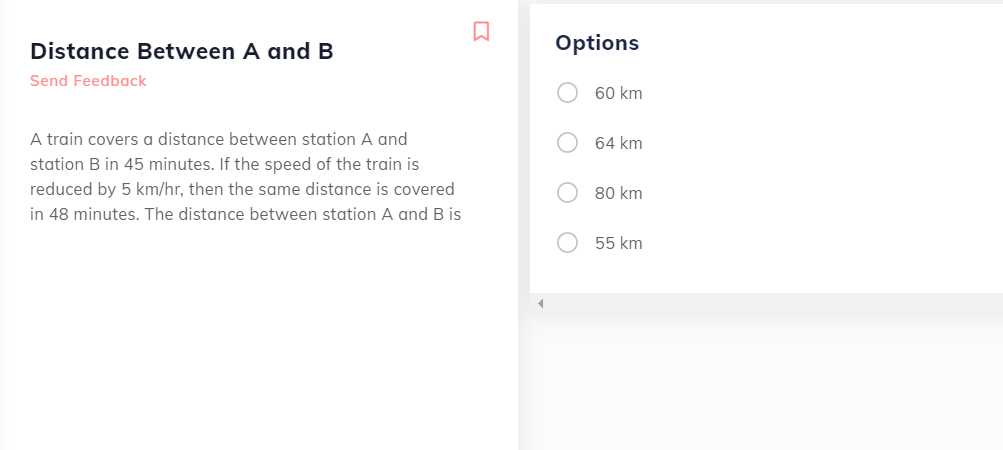 Distance Between A and B
Send Feedback
A train covers a distance between station A and
station B in 45 minutes. If the speed of the train is
reduced by 5 km/hr, then the same distance is covered
in 48 minutes. The distance between station A and B is
Options
60 km
64 km
80 km
55 km